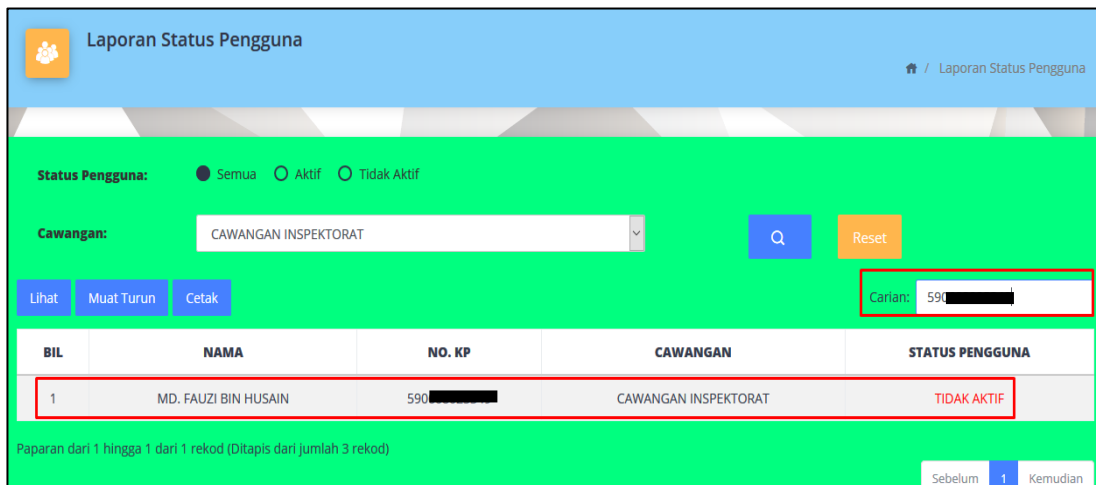 Laporan Status Pengguna
/ Laporan Status Pengguna
Status Pengguna: Semua Aktif Tidak Aktif
Cawangan: CAWANGAN INSPEKTORAT Reset
Lihat Muat Turun Cetak Carian: 590
BIL NAMA NO. KP CAWANGAN STATUS PENGGUNA
1 MD. FAUZI BIN HUSAIN 590 CAWANGAN INSPEKTORAT TIDAK AKTIF
Paparan dari 1 hingga 1 dari 1 rekod (Ditapis dari jumlah 3 rekod)
Sebelum 1 Kemudian